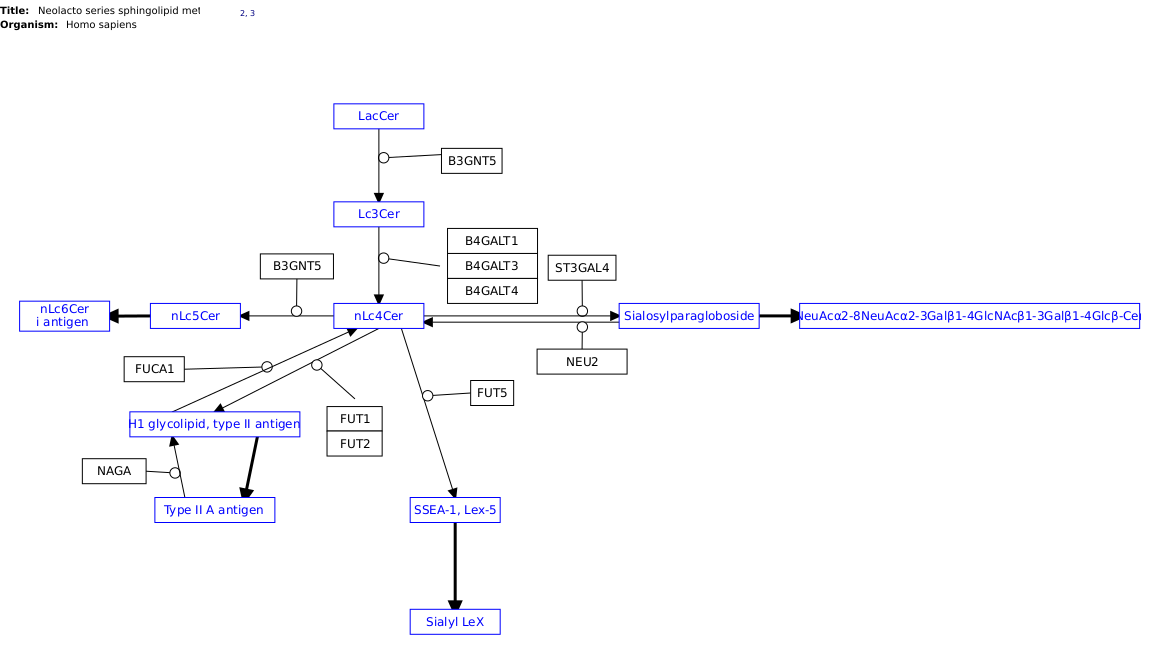 Title: Neolacto series sphingolipid met
2, 3
Organism: Homo sapiens
LacCer
B3GNT5
Lc3Cer
B4GALT1
B4GALT3
B4GALT4
B3GNT5
ST3GAL4
nLc6Cer
i antigen
nLc5Cer
nLc4Cer
Sialosylparagloboside
NeuAcα2-8NeuAcα2-3Galβ1-4GlcNAcβ1-3Galβ1-4Glcβ-Cer
FUCA1
NEU2
FUT5
H1 glycolipid, type II antigen
FUT1
FUT2
NAGA
Type II A antigen
SSEA-1, Lex-5
Sialyl LeX